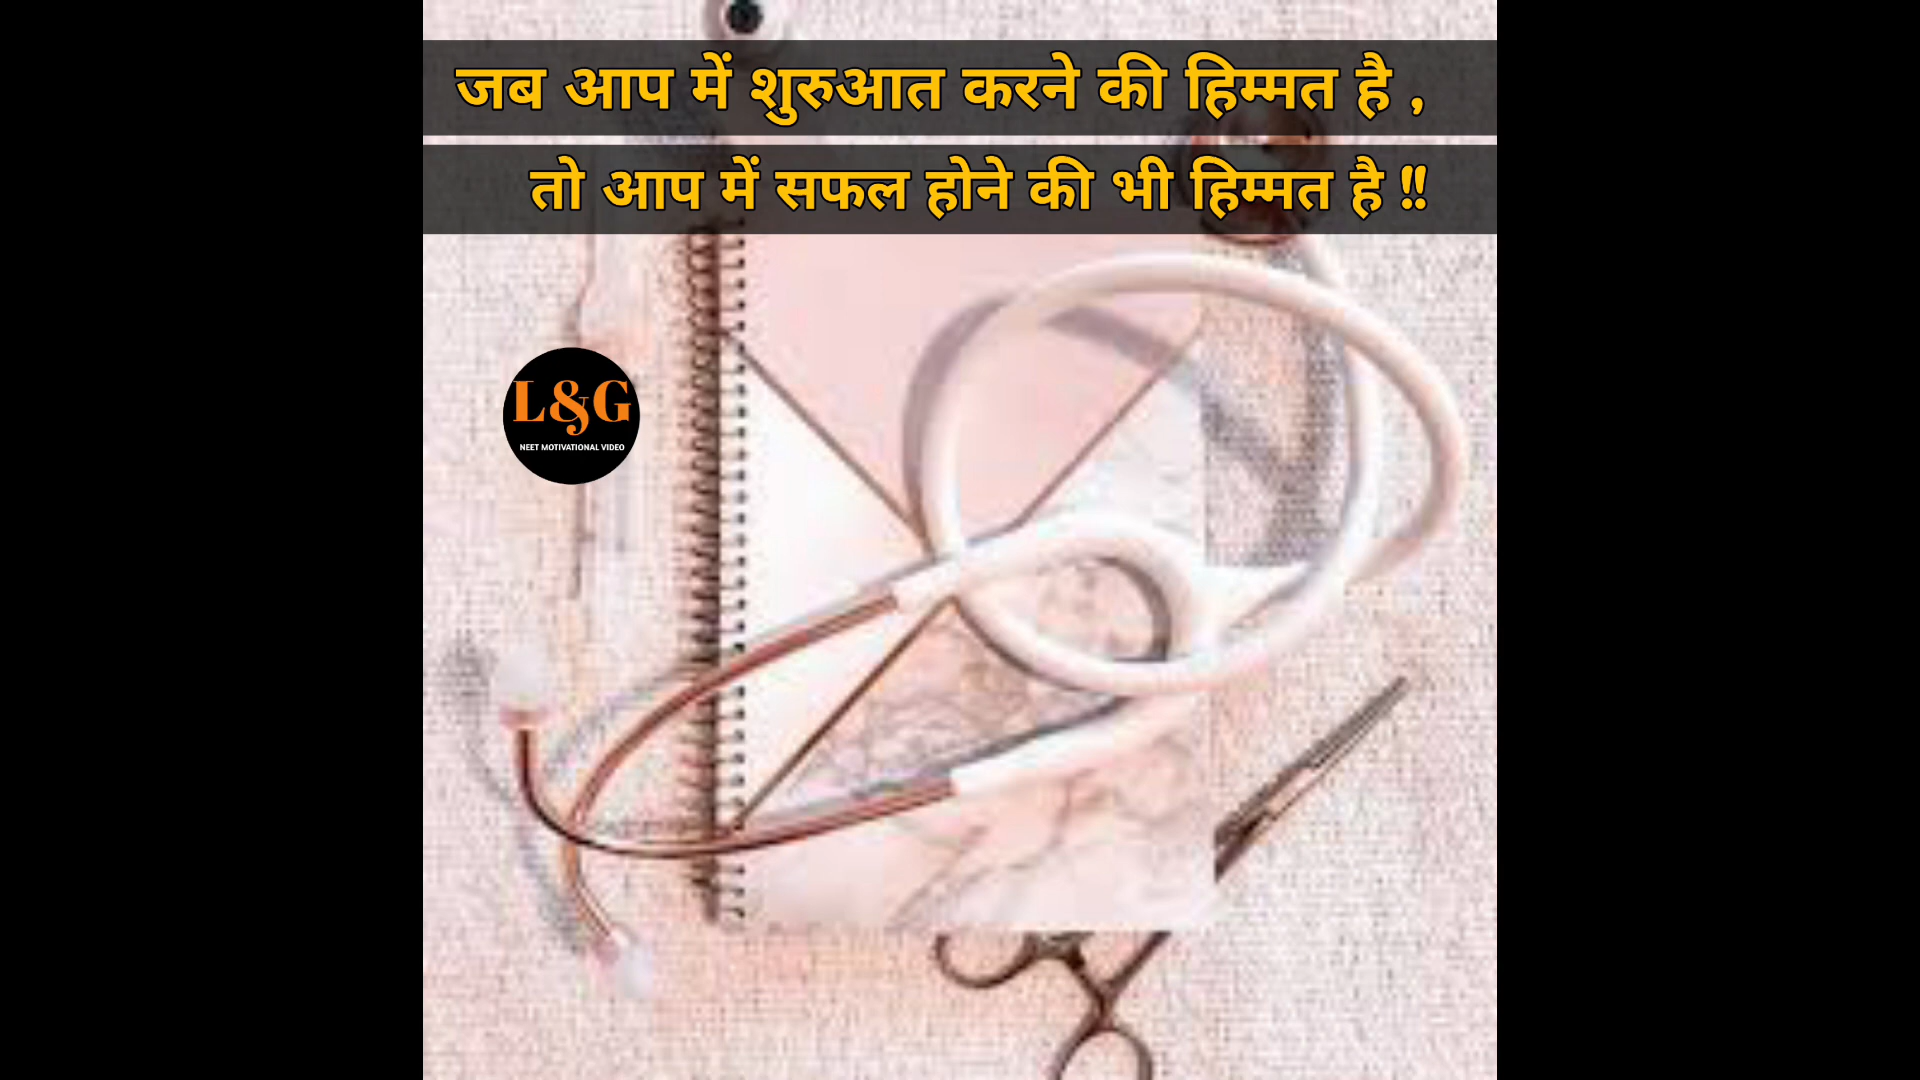 जब आप में शुरुआत करने की हिम्मत है ,
तो आप में सफल होने की भी हिम्मत है !!
L&G
NEET MOTIVATIONAL VIDEO